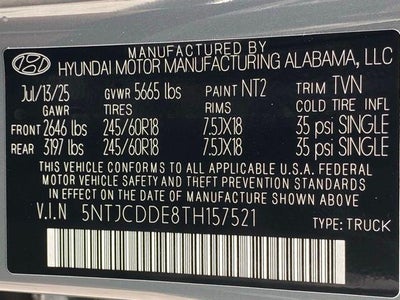 MANUFACTURED BY
HYUNDAI MOTOR MANUFACTURING ALABAMA, LLC
Jul/13/25 GVWR 5665 lbs PAINT NT2 TRIM TVN
GAWR TIRES RIMS COLD TIRE INFL
FRONT 2646 lbs 245/60R18 7.5JX18 35 psi SINGLE
REAR 3197 lbs 245/60R18 7.5JX18 35 psi SINGLE
THIS VEHICLE CONFORMS TO ALL APPLICABLE U.S.A. FEDERAL
MOTOR VEHICLE SAFETY AND THEFT PREVENTION STANDARDS IN
EFFECT ON THE DATE OF MANUFACTURE SHOWN ABOVE.
V.I.N 5NTJCDDE8TH157521 TYPE: TRUCK